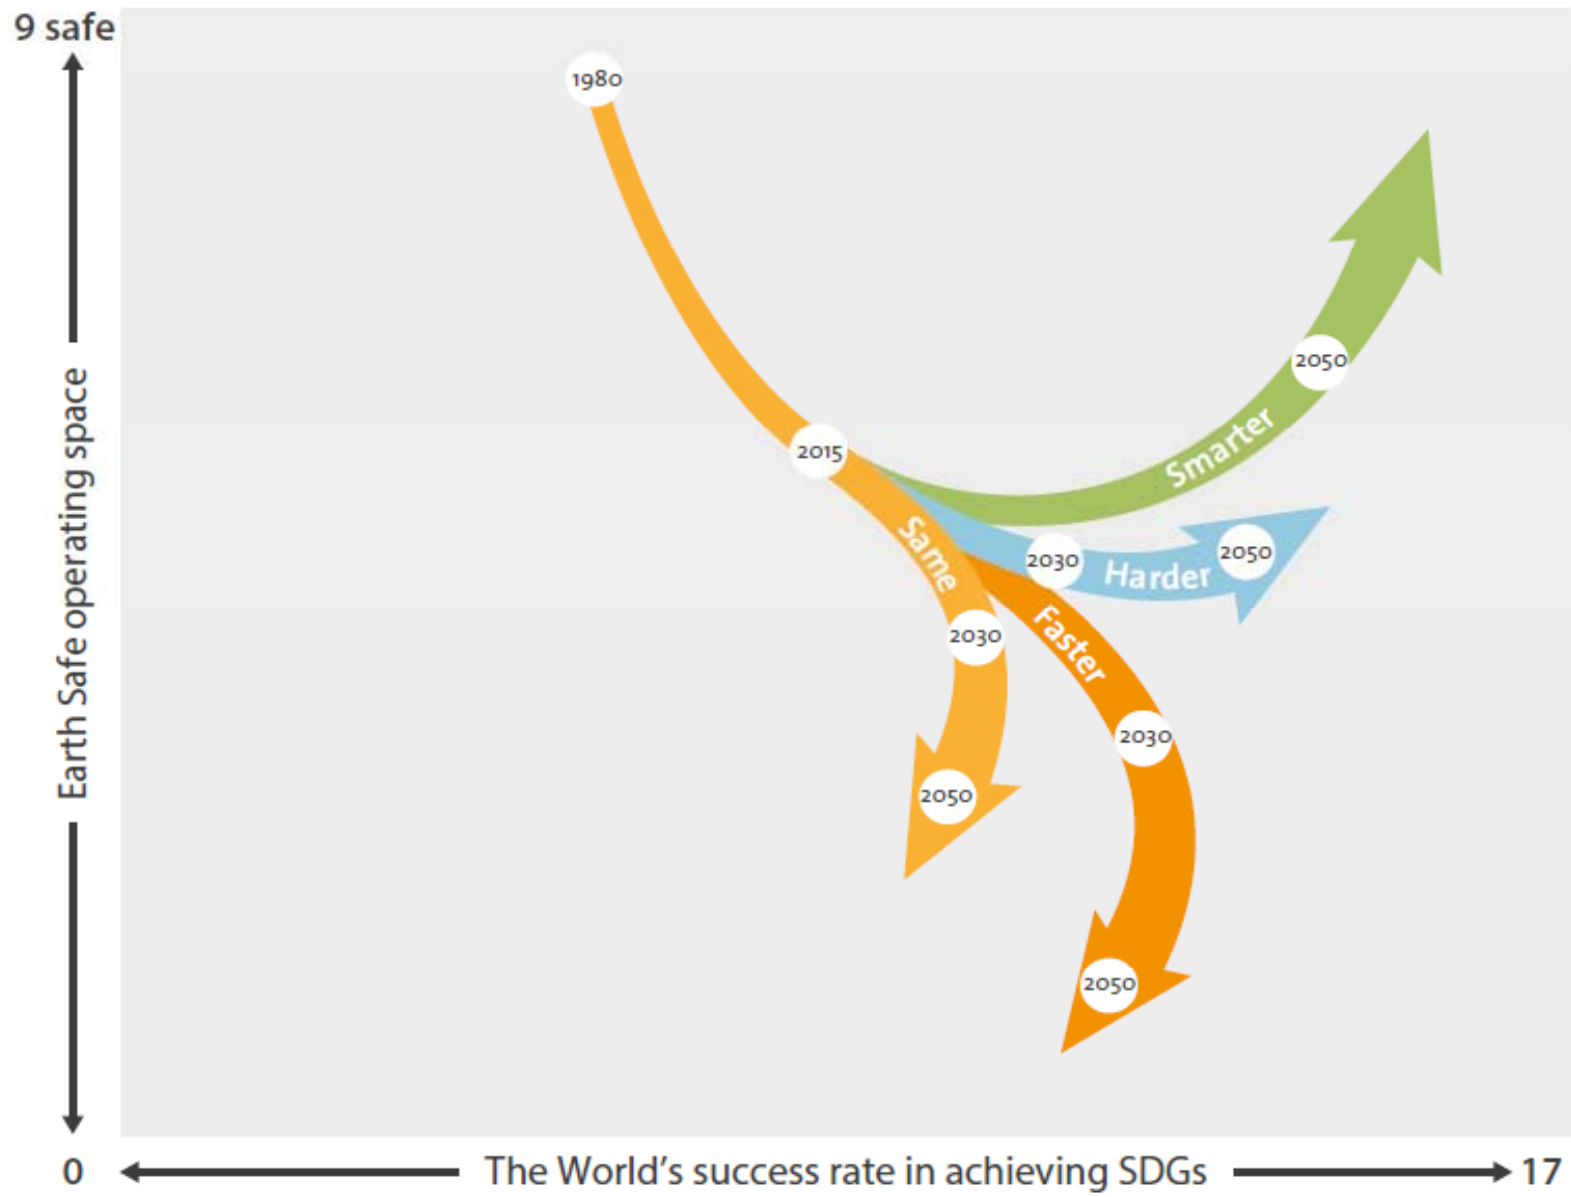 9 safe
1980
2050
Smarter
2015
Same
2030
Harder
2050
Faster
2030
2030
2050
2050
Earth Safe operating space
0
The World's success rate in achieving SDGs
17